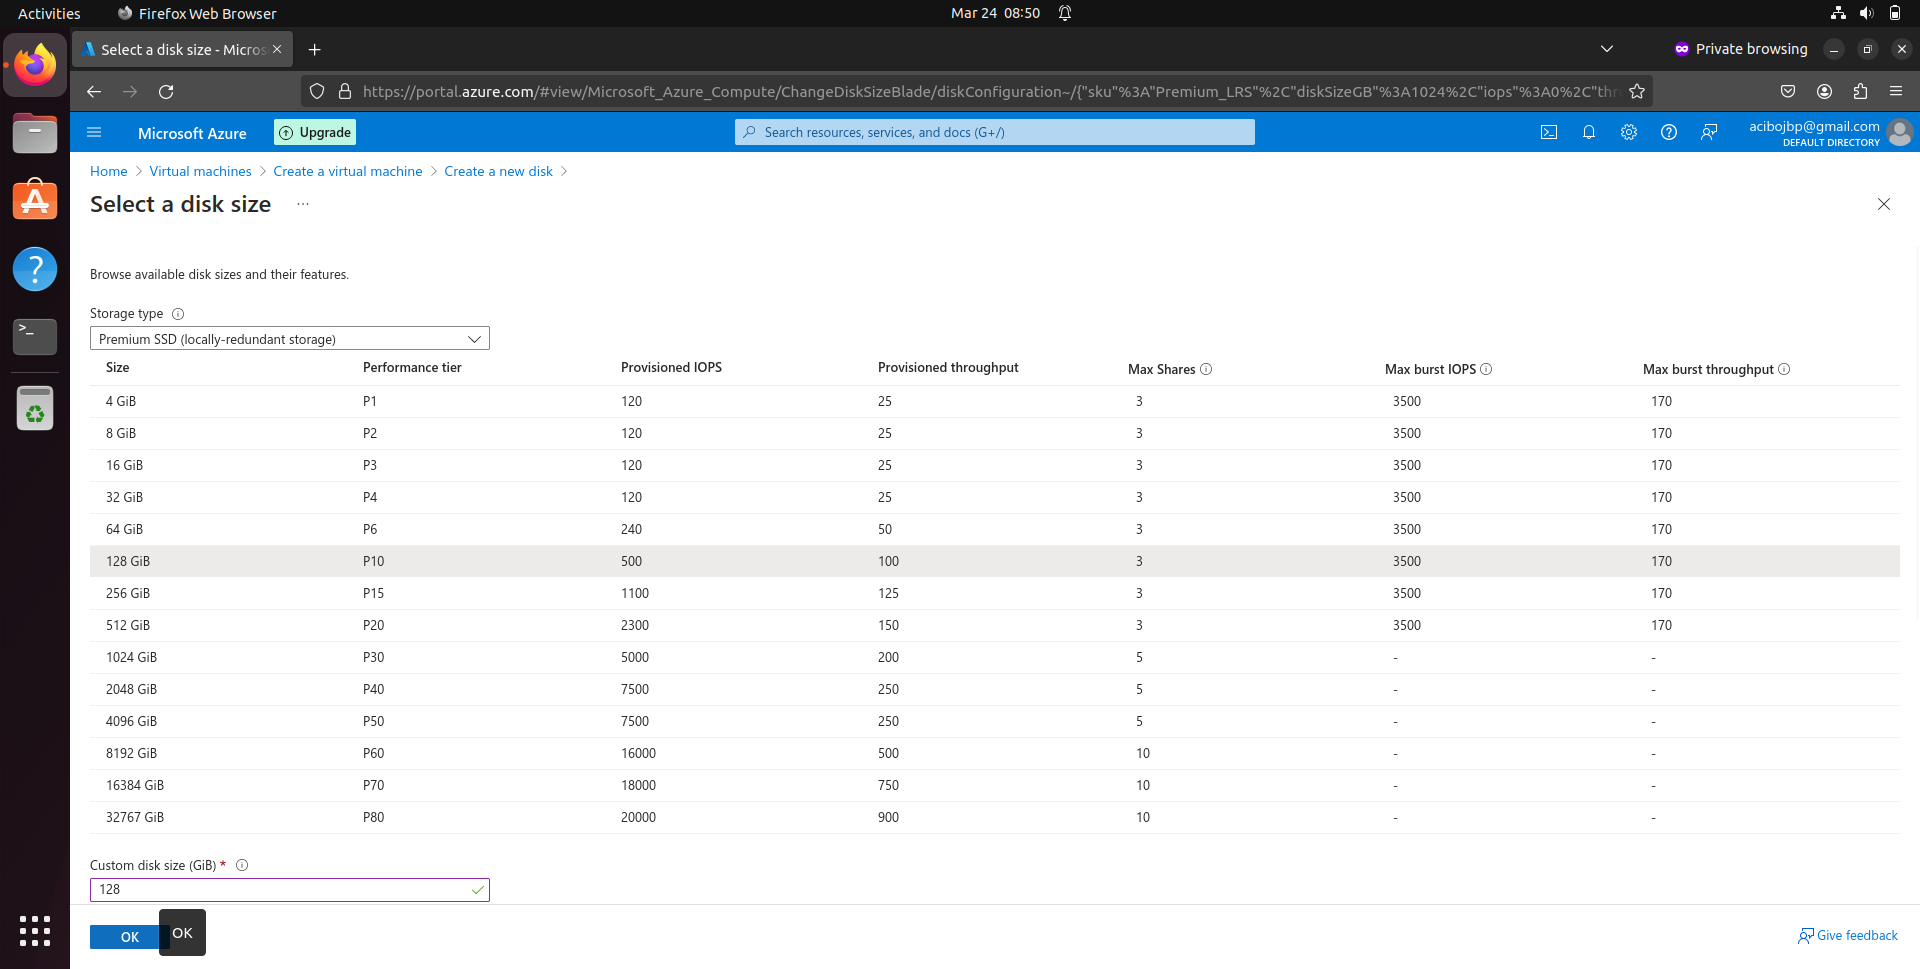 Activities Firefox Web Browser Mar 24 08:50
Select a disk size - Micros Private browsing
https://portal.azure.com/#view/Microsoft_Azure_Compute/ChangeDiskSizeBlade/diskConfiguration~/{"sku"%3A"Premium_LRS"%2C"diskSizeGB"%3A1024%2C"iops"%3A0%2C"thr
Microsoft Azure Upgrade Search resources, services, and docs (G+/) acibojbp@gmail.com
DEFAULT DIRECTORY
Home > Virtual machines > Create a virtual machine > Create a new disk >
Select a disk size ...
Browse available disk sizes and their features.
Storage type
Premium SSD (locally-redundant storage)
Size Performance tier Provisioned IOPS Provisioned throughput Max Shares Max burst IOPS Max burst throughput
4 GiB P1 120 25 3 3500 170
8 GiB P2 120 25 3 3500 170
16 GiB P3 120 25 3 3500 170
32 GiB P4 120 25 3 3500 170
64 GiB P6 240 50 3 3500 170
128 GiB P10 500 100 3 3500 170
256 GiB P15 1100 125 3 3500 170
512 GiB P20 2300 150 3 3500 170
1024 GiB P30 5000 200 5 - -
2048 GiB P40 7500 250 5 - -
4096 GiB P50 7500 250 5 - -
8192 GiB P60 16000 500 10 - -
16384 GiB P70 18000 750 10 - -
32767 GiB P80 20000 900 10 - -
Custom disk size (GiB) *
128
OK OK Give feedback